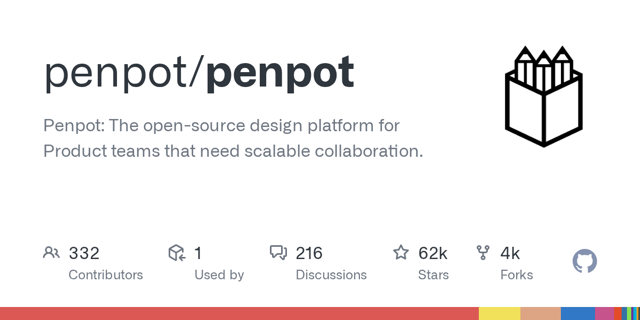 penpot/penpot
Penpot: The open-source design platform for
Product teams that need scalable collaboration.
332 1 216 62k 4k
Contributors Used by Discussions Stars Forks